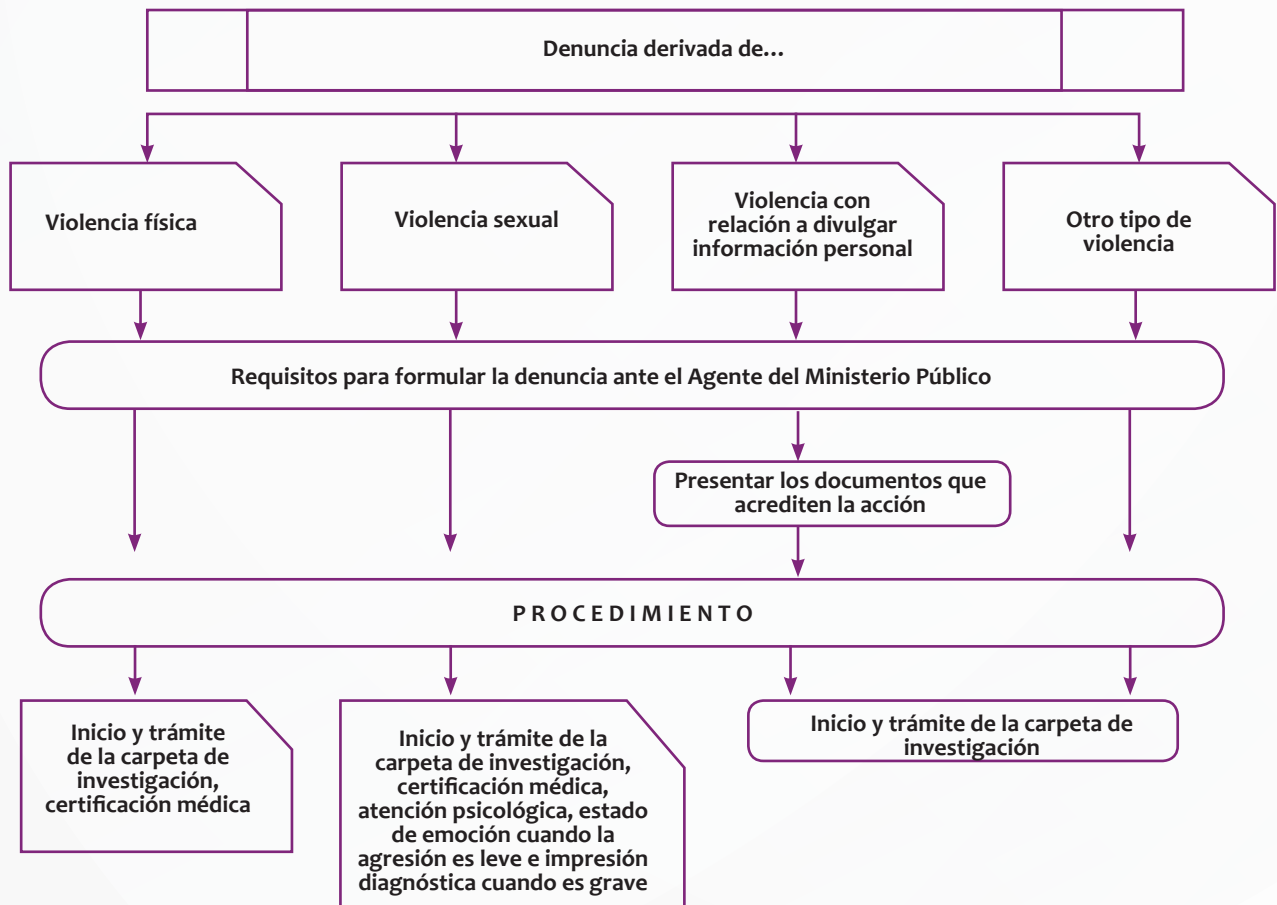 Denuncia derivada de...
Violencia física
Violencia sexual
Violencia con
relación a divulgar
información personal
Otro tipo de
violencia
Requisitos para formular la denuncia ante el Agente del Ministerio Público
Presentar los documentos que
acrediten la acción
PROCEDIMIENTO
Inicio y trámite
de la carpeta de
investigación,
certificación médica
Inicio y trámite de la
carpeta de investigación,
certificación médica,
atención psicológica, estado
de emoción cuando la
agresión es leve e impresión
diagnóstica cuando es grave
Inicio y trámite de la carpeta de
investigación